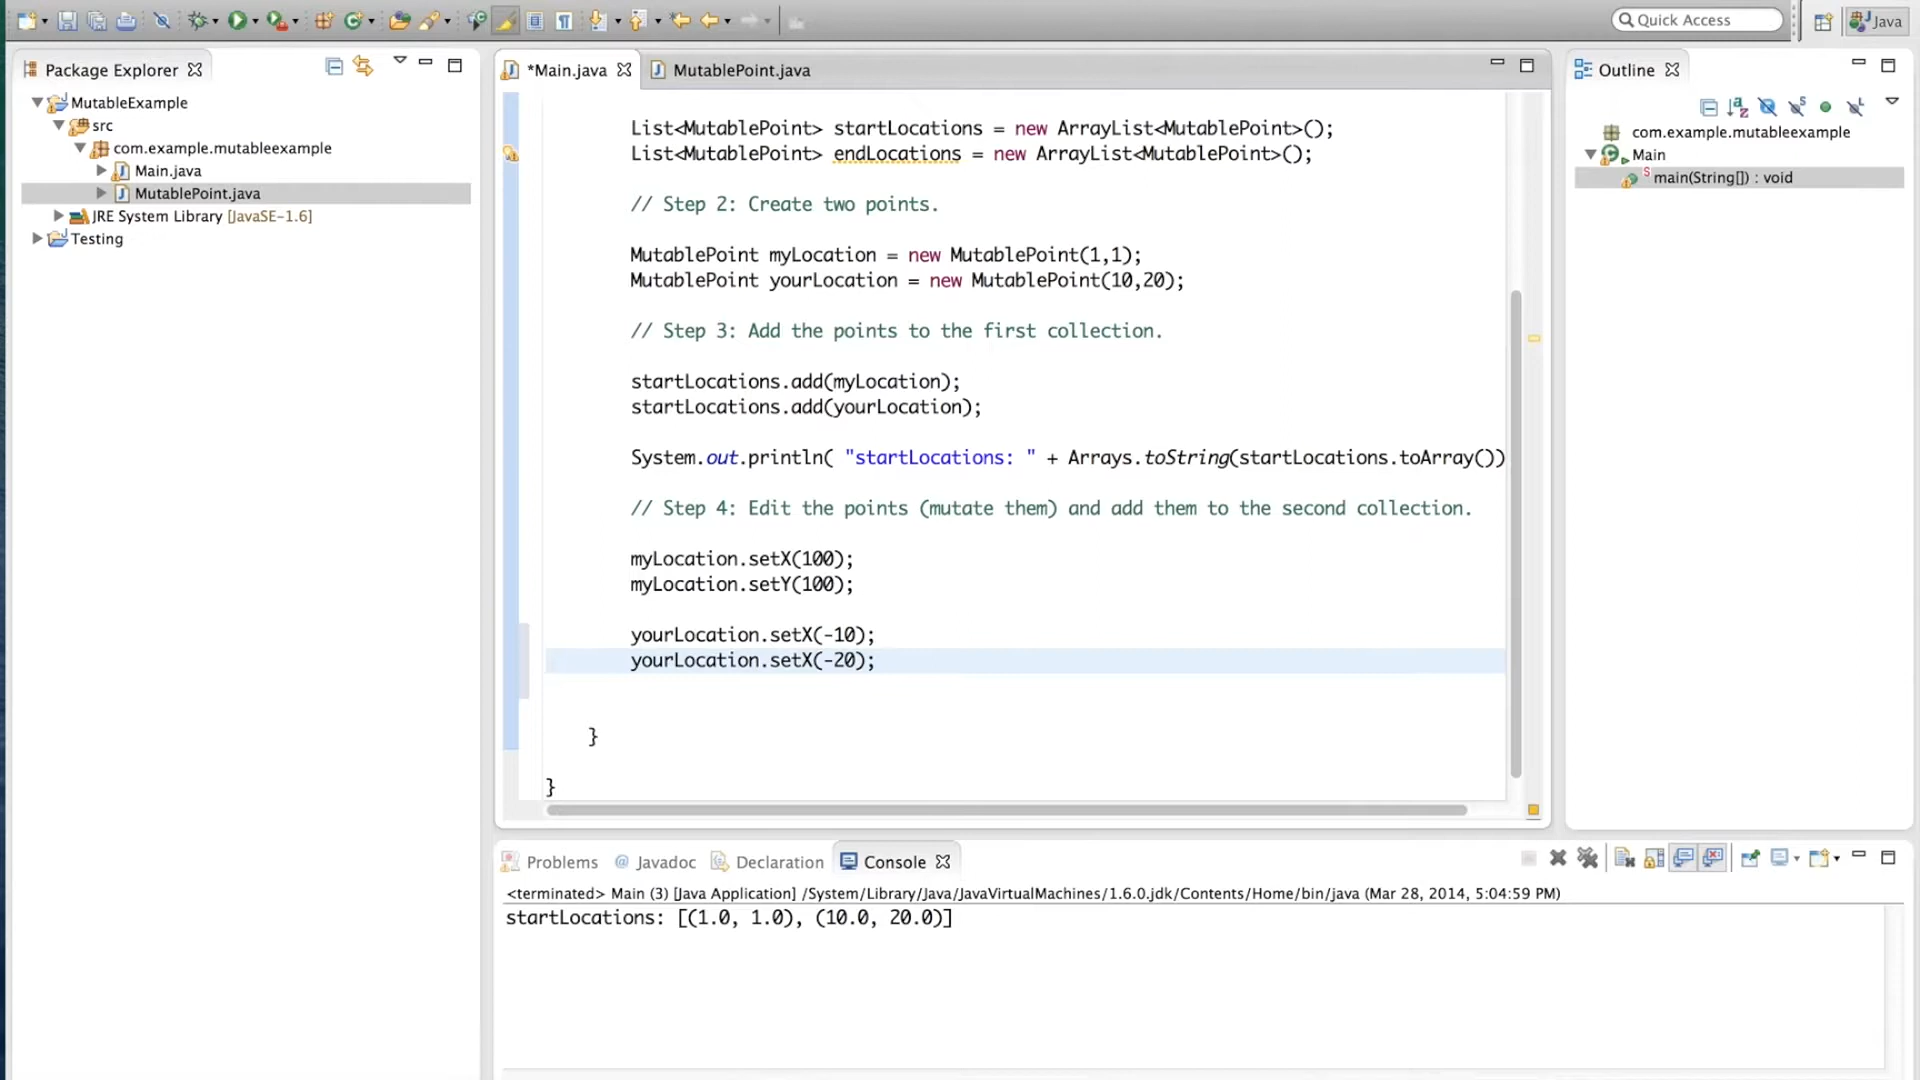 Quick Access
Java
Package Explorer
MutableExample
src
com.example.mutableexample
Main.java
MutablePoint.java
JRE System Library [JavaSE-1.6]
Testing
*Main.java
MutablePoint.java
List<MutablePoint> startLocations = new ArrayList<MutablePoint>();
List<MutablePoint> endLocations = new ArrayList<MutablePoint>();
// Step 2: Create two points.
MutablePoint myLocation = new MutablePoint(1,1);
MutablePoint yourLocation = new MutablePoint(10,20);
// Step 3: Add the points to the first collection.
startLocations.add(myLocation);
startLocations.add(yourLocation);
System.out.println( "startLocations: " + Arrays.toString(startLocations.toArray())
// Step 4: Edit the points (mutate them) and add them to the second collection.
myLocation.setX(100);
myLocation.setY(100);
yourLocation.setX(-10);
yourLocation.setX(-20);
}
}
Outline
com.example.mutableexample
Main
main(String[]) : void
Problems
Javadoc
Declaration
Console
<terminated> Main (3) [Java Application] /System/Library/Java/JavaVirtualMachines/1.6.0.jdk/Contents/Home/bin/java (Mar 28, 2014, 5:04:59 PM)
startLocations: [(1.0, 1.0), (10.0, 20.0)]